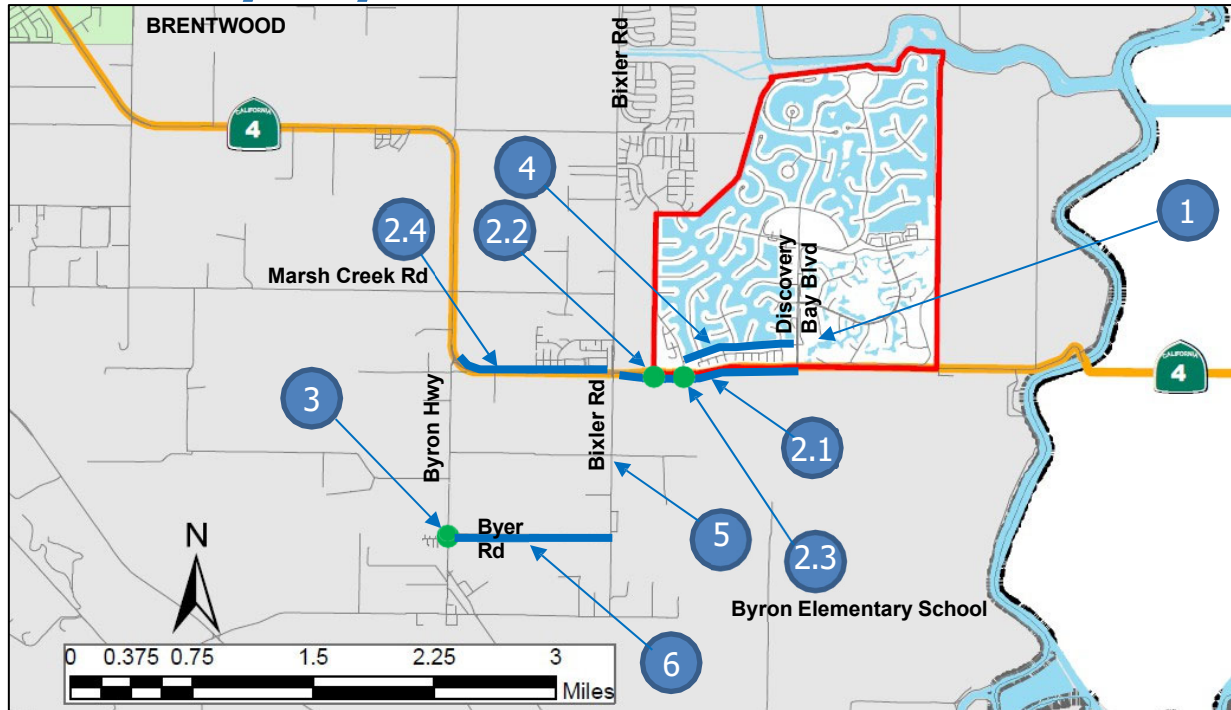 BRENTWOOD
Bixler Rd
CALIFORNIA
4
4
1
2.4
2.2
Discovery
Bay Blvd
Marsh Creek Rd
CALIFORNIA
4
3
Byron Hwy
Bixler Rd
2.1
N
Byer
Rd
5
2.3
Byron Elementary School
6
0 0.375 0.75 1.5 2.25 3
Miles